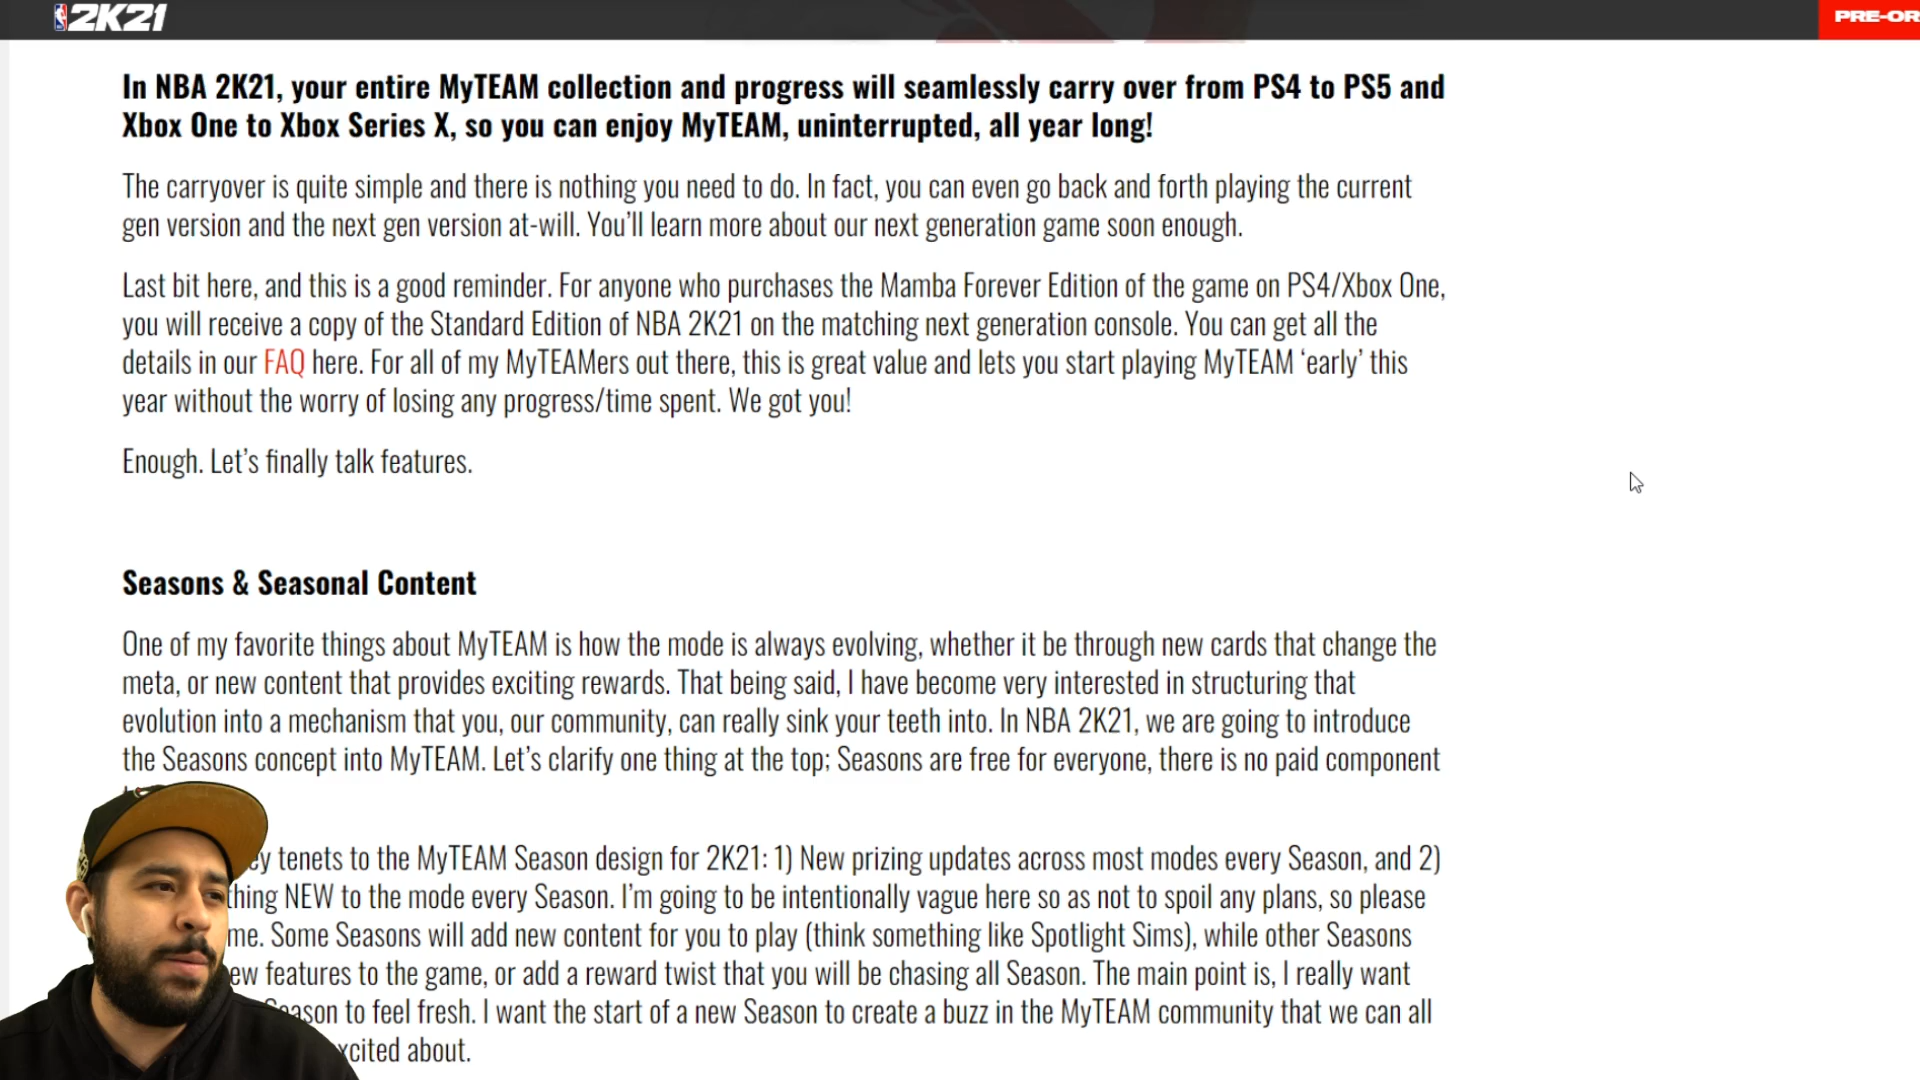 2K21
PRE-OR
In NBA 2K21, your entire MyTEAM collection and progress will seamlessly carry over from PS4 to PS5 and
Xbox One to Xbox Series X, so you can enjoy MyTEAM, uninterrupted, all year long!
The carryover is quite simple and there is nothing you need to do. In fact, you can even go back and forth playing the current
gen version and the next gen version at-will. You’ll learn more about our next generation game soon enough.
Last bit here, and this is a good reminder. For anyone who purchases the Mamba Forever Edition of the game on PS4/Xbox One,
you will receive a copy of the Standard Edition of NBA 2K21 on the matching next generation console. You can get all the
details in our FAQ here. For all of my MyTEAMers out there, this is great value and lets you start playing MyTEAM ‘early’ this
year without the worry of losing any progress/time spent. We got you!
Enough. Let’s finally talk features.
Seasons & Seasonal Content
One of my favorite things about MyTEAM is how the mode is always evolving, whether it be through new cards that change the
meta, or new content that provides exciting rewards. That being said, I have become very interested in structuring that
evolution into a mechanism that you, our community, can really sink your teeth into. In NBA 2K21, we are going to introduce
the Seasons concept into MyTEAM. Let’s clarify one thing at the top; Seasons are free for everyone, there is no paid component
ey tenets to the MyTEAM Season design for 2K21: 1) New prizing updates across most modes every Season, and 2)
thing NEW to the mode every Season. I’m going to be intentionally vague here so as not to spoil any plans, so please
me. Some Seasons will add new content for you to play (think something like Spotlight Sims), while other Seasons
ew features to the game, or add a reward twist that you will be chasing all Season. The main point is, I really want
eason to feel fresh. I want the start of a new Season to create a buzz in the MyTEAM community that we can all
xcited about.